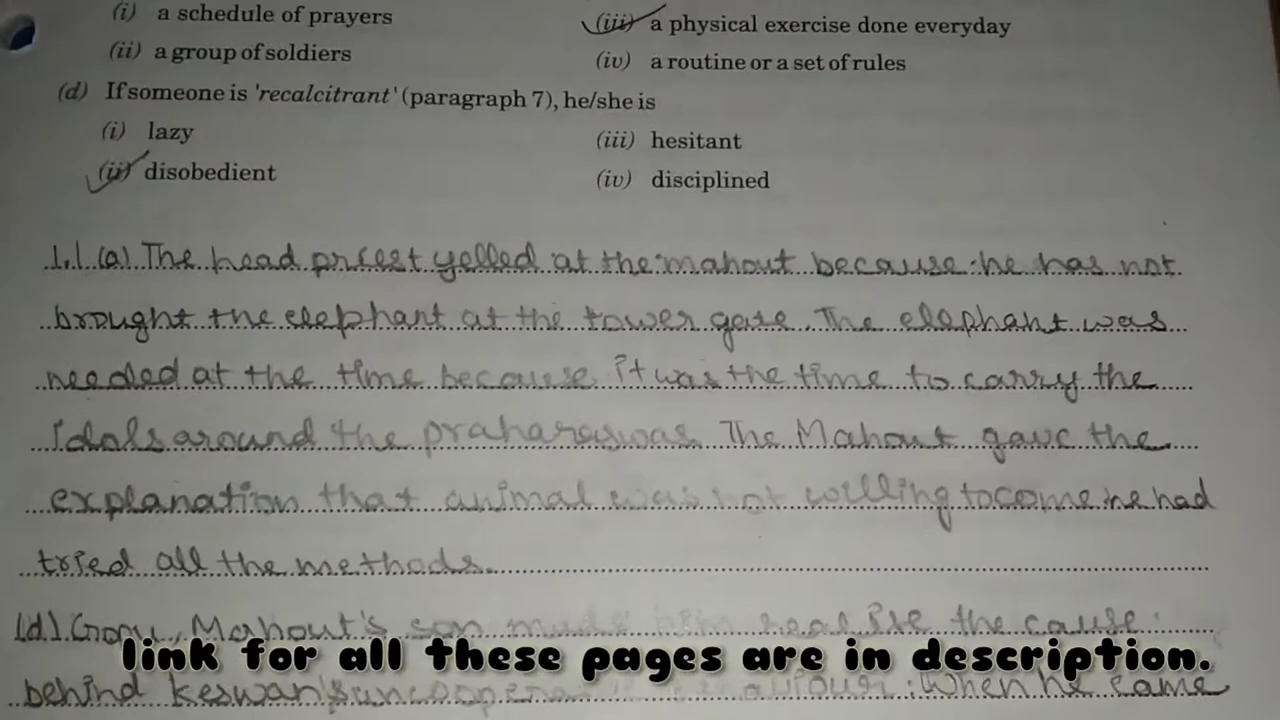 (i) a schedule of prayers
(iii) a physical exercise done everyday
(ii) a group of soldiers
(iv) a routine or a set of rules
(d) If someone is 'recalcitrant' (paragraph 7), he/she is
(i) lazy
(iii) hesitant
(ii) disobedient
(iv) disciplined
1.1 (a) The head priest yelled at the mahout because he has not
brought the elephant at the tower gate. The elephant was
needed at the time because it was the time to carry the
idols around the The Mahout gave the
explanation that animal was not willing to come he had
tried all the methods.
(d) Gopu, Mahout's son made him realise the cause
link for all these pages are in description.
behind When he came